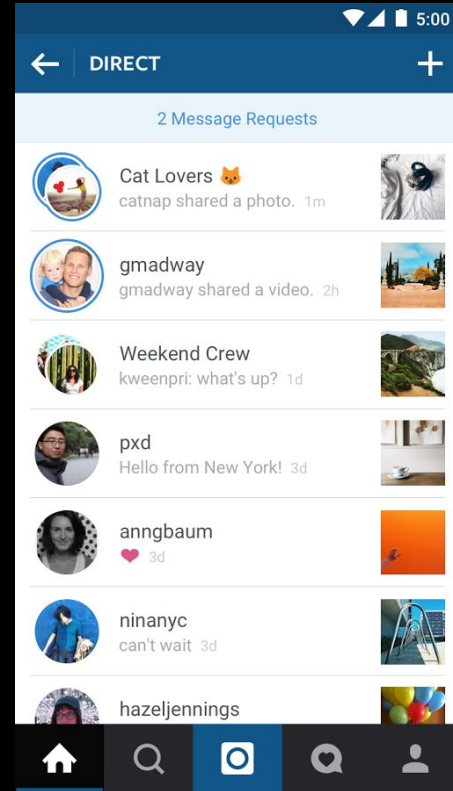 5:00
DIRECT
2 Message Requests
Cat Lovers 🐱
catnap shared a photo. 1m
gmadway
gmadway shared a video. 2h
Weekend Crew
kweenpri: what's up? 1d
pxd
Hello from New York! 3d
anngbaum
❤ 3d
ninanyc
can't wait 3d
hazeljennings